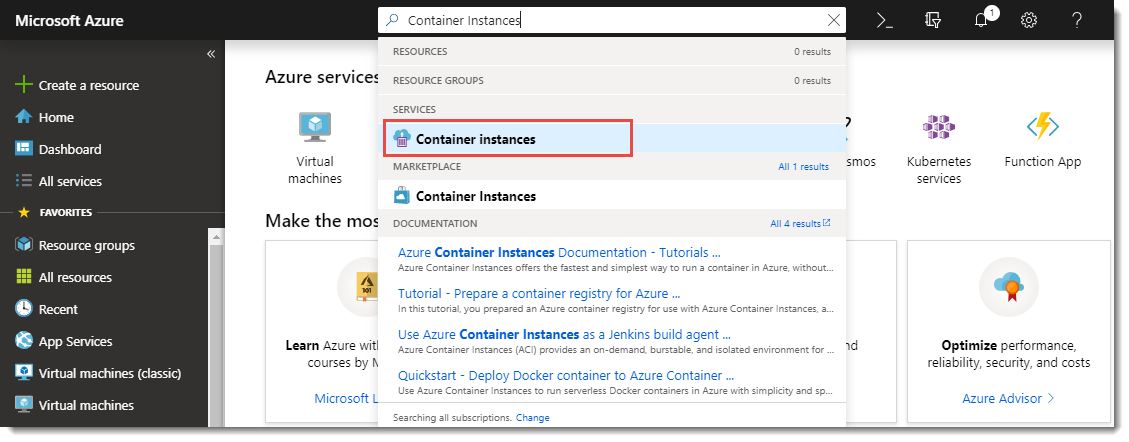 Microsoft Azure
Container Instances
1
«
Create a resource
Home
Dashboard
All services
FAVORITES
Resource groups
All resources
Recent
App Services
Virtual machines (classic)
Virtual machines
RESOURCES 0 results
RESOURCE GROUPS 0 results
SERVICES
Container instances
MARKETPLACE All 1 results
Container Instances
DOCUMENTATION All 4 results
Azure Container Instances Documentation - Tutorials ...
Azure Container Instances offers the fastest and simplest way to run a container in Azure, without...
Tutorial - Prepare a container registry for Azure ...
In this tutorial, you prepared an Azure container registry for use with Azure Container Instances, a...
Use Azure Container Instances as a Jenkins build agent ...
Azure Container Instances (ACI) provides an on-demand, burstable, and isolated environment for ...
Quickstart - Deploy Docker container to Azure Container ...
Use Azure Container Instances to run serverless Docker containers in Azure with simplicity and sp...
Searching all subscriptions. Change
Azure services
Virtual
machines
osmos
Kubernetes
services
Function App
Make the mos
101
Learn Azure with
courses by M
Microsoft L
and
Optimize performance,
reliability, security, and costs
Azure Advisor >